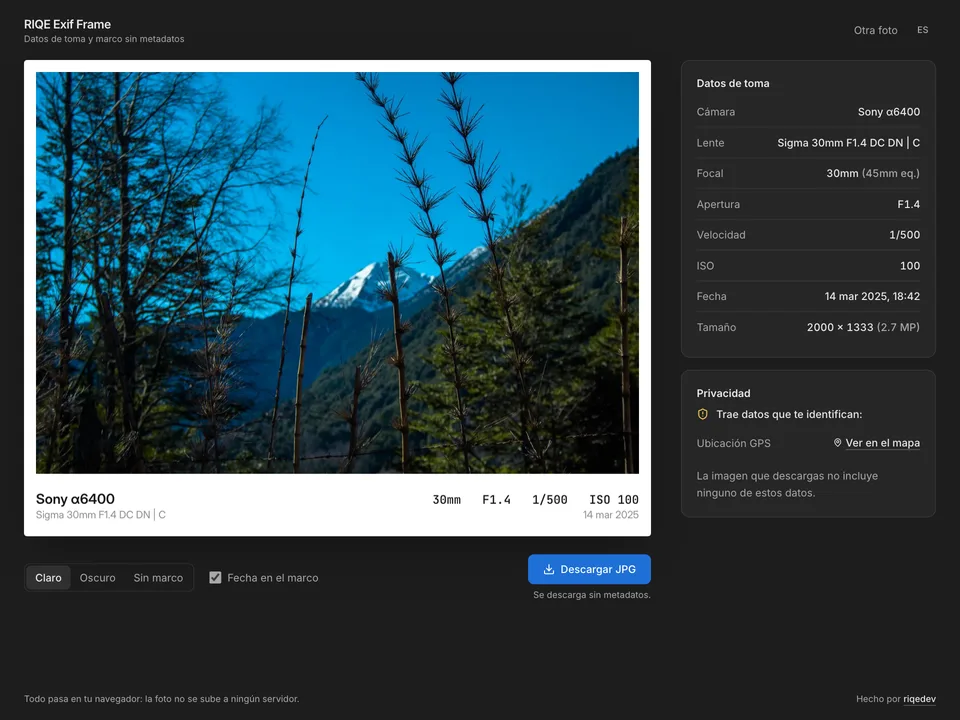 RIQE Exif Frame
Datos de toma y marco sin metadatos
Otra foto
ES
Sony α6400
Sigma 30mm F1.4 DC DN | C
30mm F1.4 1/500 ISO 100
14 mar 2025
Claro
Oscuro
Sin marco
Fecha en el marco
Descargar JPG
Se descarga sin metadatos.
Datos de toma
Cámara Sony α6400
Lente Sigma 30mm F1.4 DC DN | C
Focal 30mm (45mm eq.)
Apertura F1.4
Velocidad 1/500
ISO 100
Fecha 14 mar 2025, 18:42
Tamaño 2000 × 1333 (2.7 MP)
Privacidad
Trae datos que te identifican:
Ubicación GPS Ver en el mapa
La imagen que descargas no incluye
ninguno de estos datos.
Todo pasa en tu navegador: la foto no se sube a ningún servidor.
Hecho por riqedev